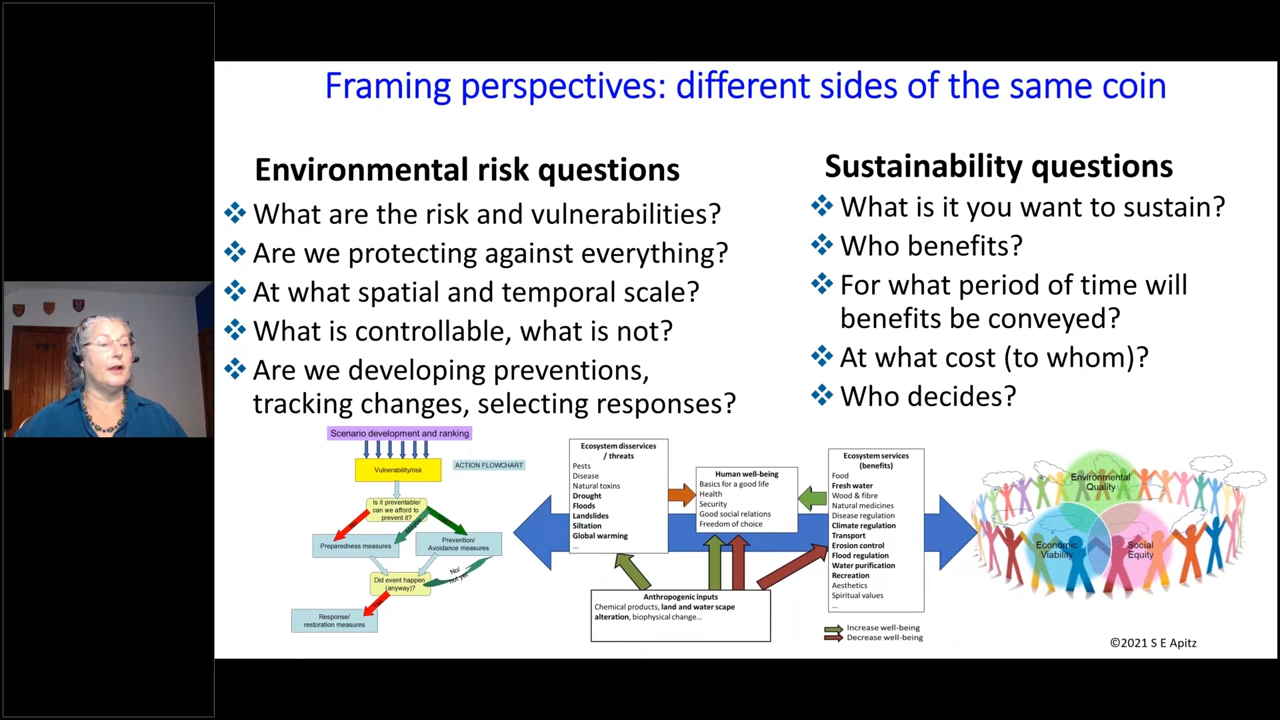 Framing perspectives: different sides of the same coin
Environmental risk questions
What are the risk and vulnerabilities?
Are we protecting against everything?
At what spatial and temporal scale?
What is controllable, what is not?
Are we developing preventions,
tracking changes, selecting responses?
Sustainability questions
What is it you want to sustain?
Who benefits?
For what period of time will
benefits be conveyed?
At what cost (to whom)?
Who decides?
Scenario development and ranking
Vulnerability/risk
ACTION FLOWCHART
Is it preventable/
can we afford to
prevent it?
Preparedness measures
Prevention/
Avoidance measures
Did event happen
(anyway)?
No/
not yet
Response/
restoration measures
Ecosystem disservices
/ threats
Pests
Disease
Natural toxins
Drought
Floods
Landslides
Siltation
Global warming
...
Human well-being
Basics for a good life
Health
Security
Good social relations
Freedom of choice
Anthropogenic inputs
Chemical products, land and water scape
alteration, biophysical change...
Ecosystem services
(benefits)
Food
Fresh water
Wood & fibre
Natural medicines
Disease regulation
Climate regulation
Transport
Erosion control
Flood regulation
Water purification
Recreation
Aesthetics
Spiritual values
...
Increase well-being
Decrease well-being
Environmental
Quality
Economic
Viability
Social
Equity
©2021 S E Apitz